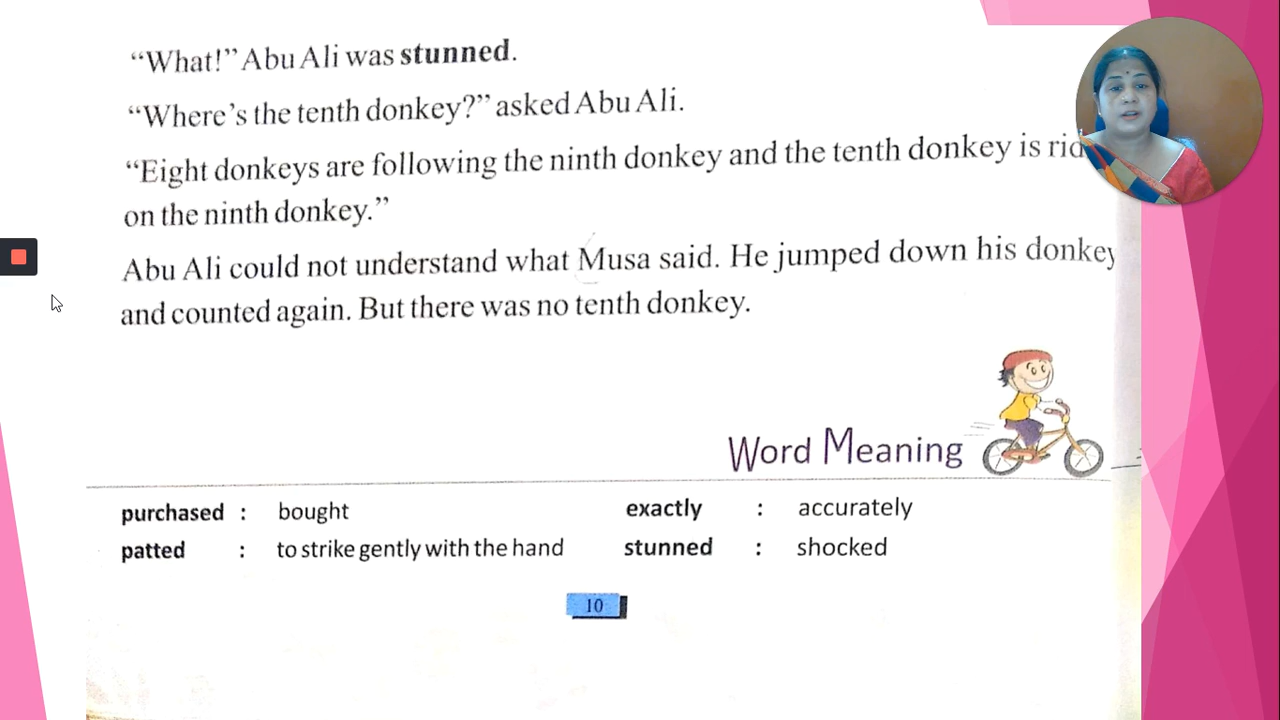 “What!” Abu Ali was stunned.
“Where’s the tenth donkey?” asked Abu Ali.
“Eight donkeys are following the ninth donkey and the tenth donkey is rid
on the ninth donkey.”
Abu Ali could not understand what Musa said. He jumped down his donkey
and counted again. But there was no tenth donkey.
Word Meaning
purchased : bought exactly : accurately
patted : to strike gently with the hand stunned : shocked
10